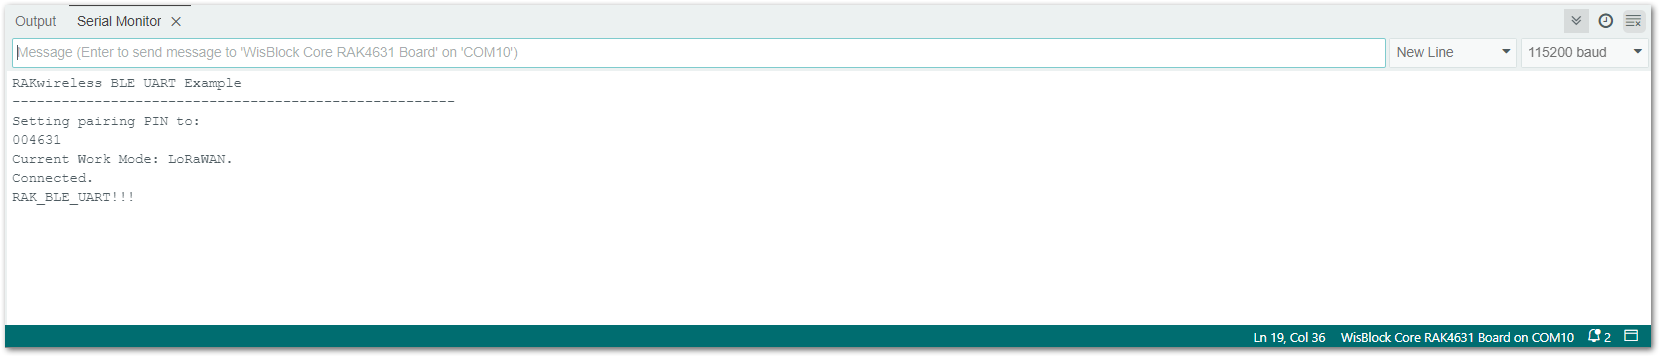 Output Serial Monitor
Message (Enter to send message to 'WisBlock Core RAK4631 Board' on 'COM10')
New Line
115200 baud
RAKwireless BLE UART Example
------------------------------------------------------
Setting pairing PIN to:
004631
Current Work Mode: LoRaWAN.
Connected.
RAK_BLE_UART!!!
Ln 19, Col 36 WisBlock Core RAK4631 Board on COM10 2